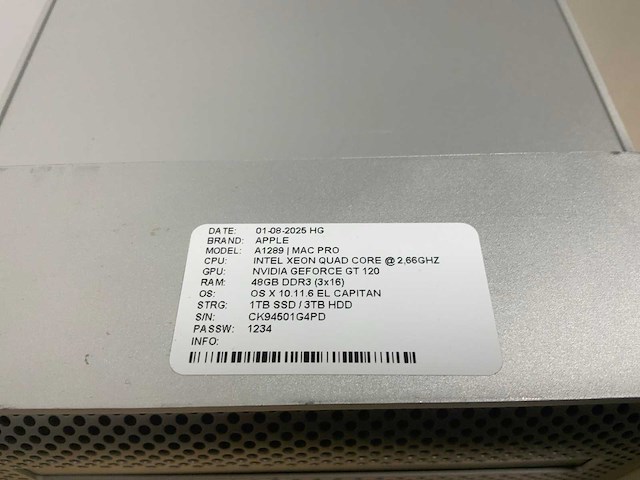 DATE: 01-08-2025 HG
BRAND: APPLE
MODEL: A1289 | MAC PRO
CPU: INTEL XEON QUAD CORE @ 2,66GHZ
GPU: NVIDIA GEFORCE GT 120
RAM: 48GB DDR3 (3x16)
OS: OS X 10.11.6 EL CAPITAN
STRG: 1TB SSD / 3TB HDD
S/N: CK94501G4PD
PASSW: 1234
INFO: